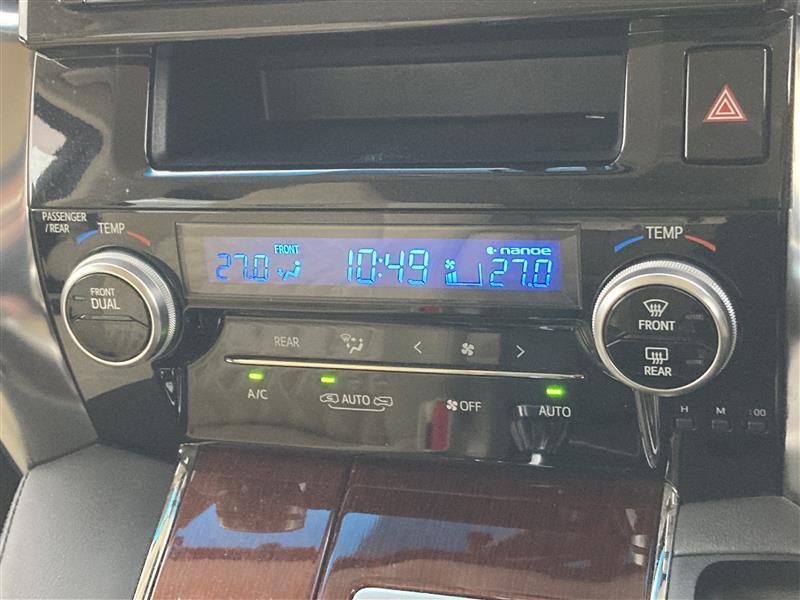 PASSENGER
/REAR
TEMP
FRONT
27.0
10:49
nanoe
27.0
TEMP
FRONT
DUAL
FRONT
REAR
REAR
A/C
AUTO
OFF
AUTO
H
M
:00